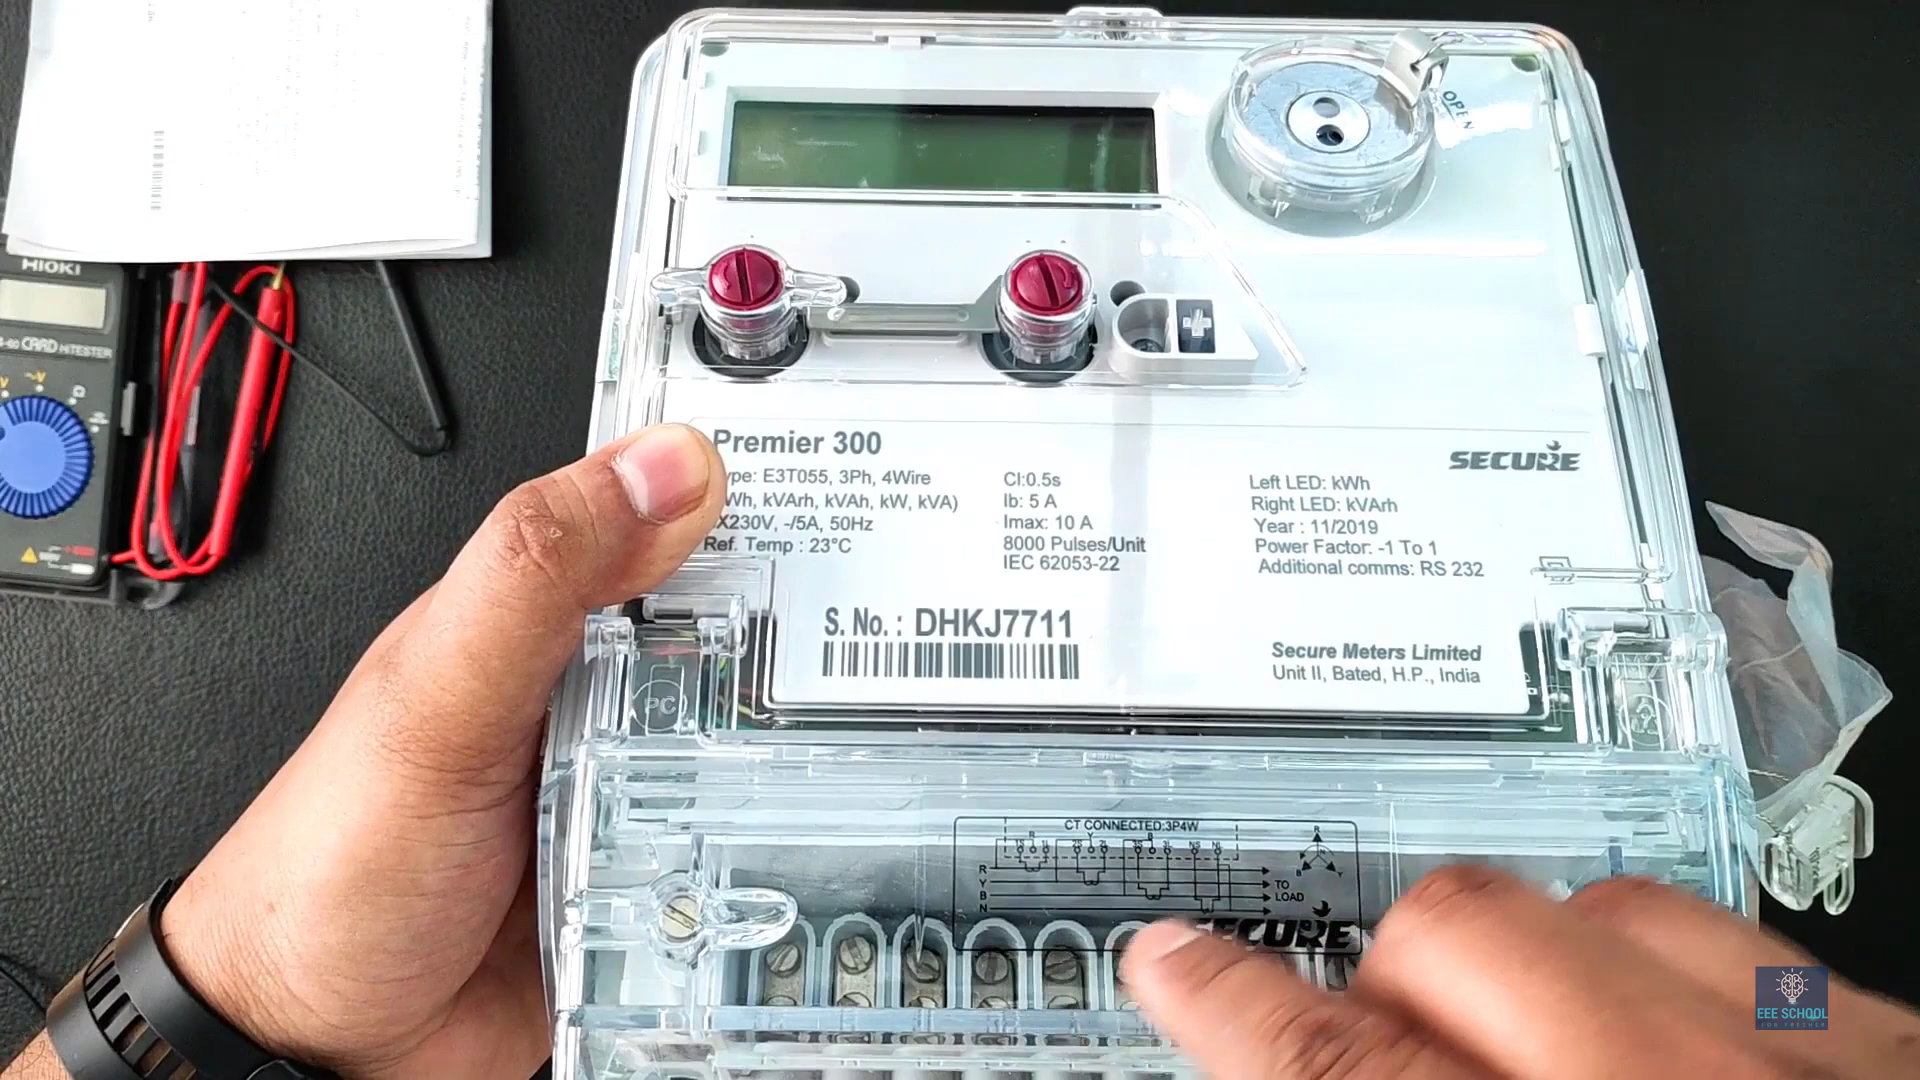 OPEN
HIOKI
CARD HiTESTER
Premier 300
SECURE
ype: E3T055, 3Ph, 4Wire
Wh, kVArh, kVAh, kW, kVA)
X230V, -/5A, 50Hz
Ref. Temp : 23°C
Cl:0.5s
Ib: 5 A
Imax: 10 A
8000 Pulses/Unit
IEC 62053-22
Left LED: kWh
Right LED: kVArh
Year : 11/2019
Power Factor: -1 To 1
Additional comms: RS 232
S. No. : DHKJ7711
Secure Meters Limited
Unit II, Bated, H.P., India
PC
CT CONNECTED:3P4W
R Y B
R
Y
B
N
TO
LOAD
R
B Y
SECURE
EEE SCHOOL
FOR FRESHER